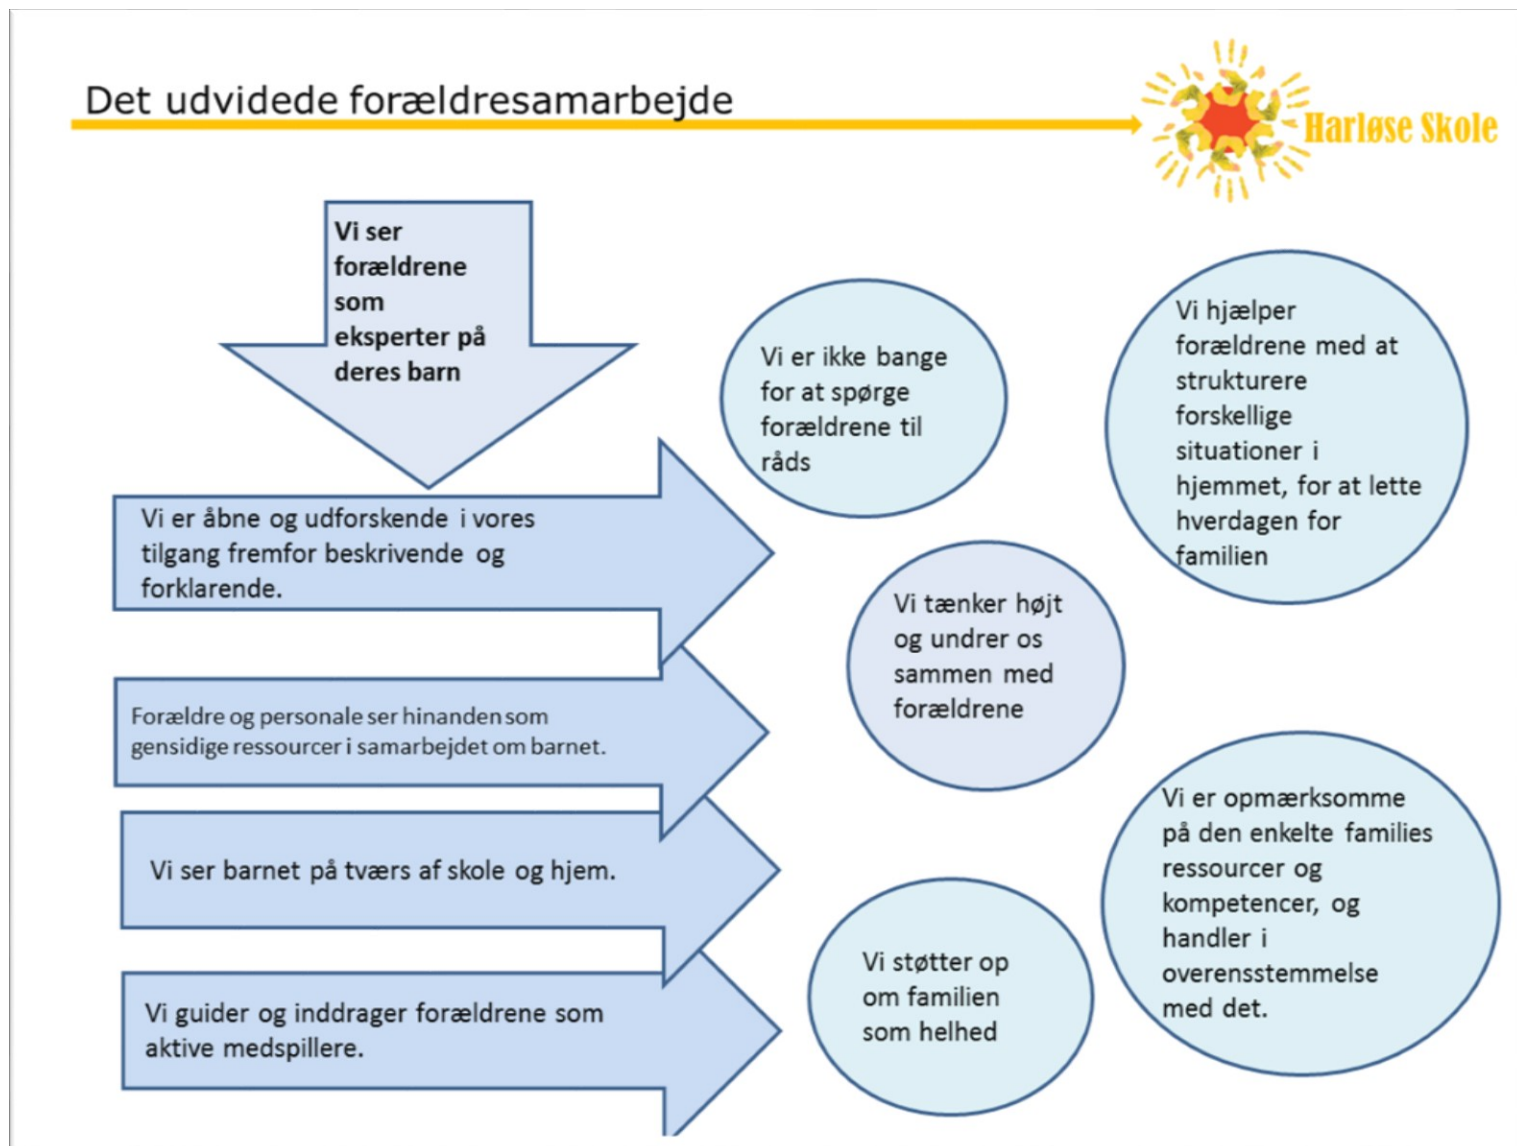 Det udvidede forældresamarbejde
Harløse Skole
Vi ser
forældrene
som
eksperter på
deres barn
Vi er åbne og udforskende i vores
tilgang fremfor beskrivende og
forklarende.
Forældre og personale ser hinanden som
gensidige ressourcer i samarbejdet om barnet.
Vi ser barnet på tværs af skole og hjem.
Vi guider og inddrager forældrene som
aktive medspillere.
Vi er ikke bange
for at spørge
forældrene til
råds
Vi tænker højt
og undrer os
sammen med
forældrene
Vi støtter op
om familien
som helhed
Vi hjælper
forældrene med at
strukturere
forskellige
situationer i
hjemmet, for at lette
hverdagen for
familien
Vi er opmærksomme
på den enkelte families
ressourcer og
kompetencer, og
handler i
overensstemmelse
med det.